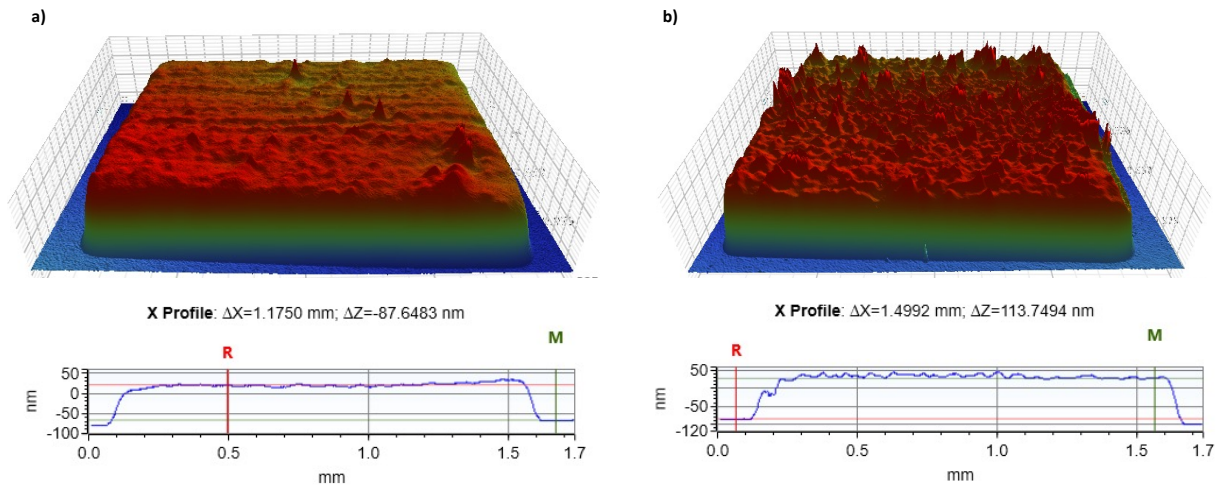 a)
b)
X Profile: ΔX=1.1750 mm; ΔZ=-87.6483 nm
X Profile: ΔX=1.4992 mm; ΔZ=113.7494 nm
R
M
R
M
nm
50
0
-50
-100
0.0 0.5 1.0 1.5 1.7
mm
nm
50
-50
-120
0.0 0.5 1.0 1.5 1.7
mm